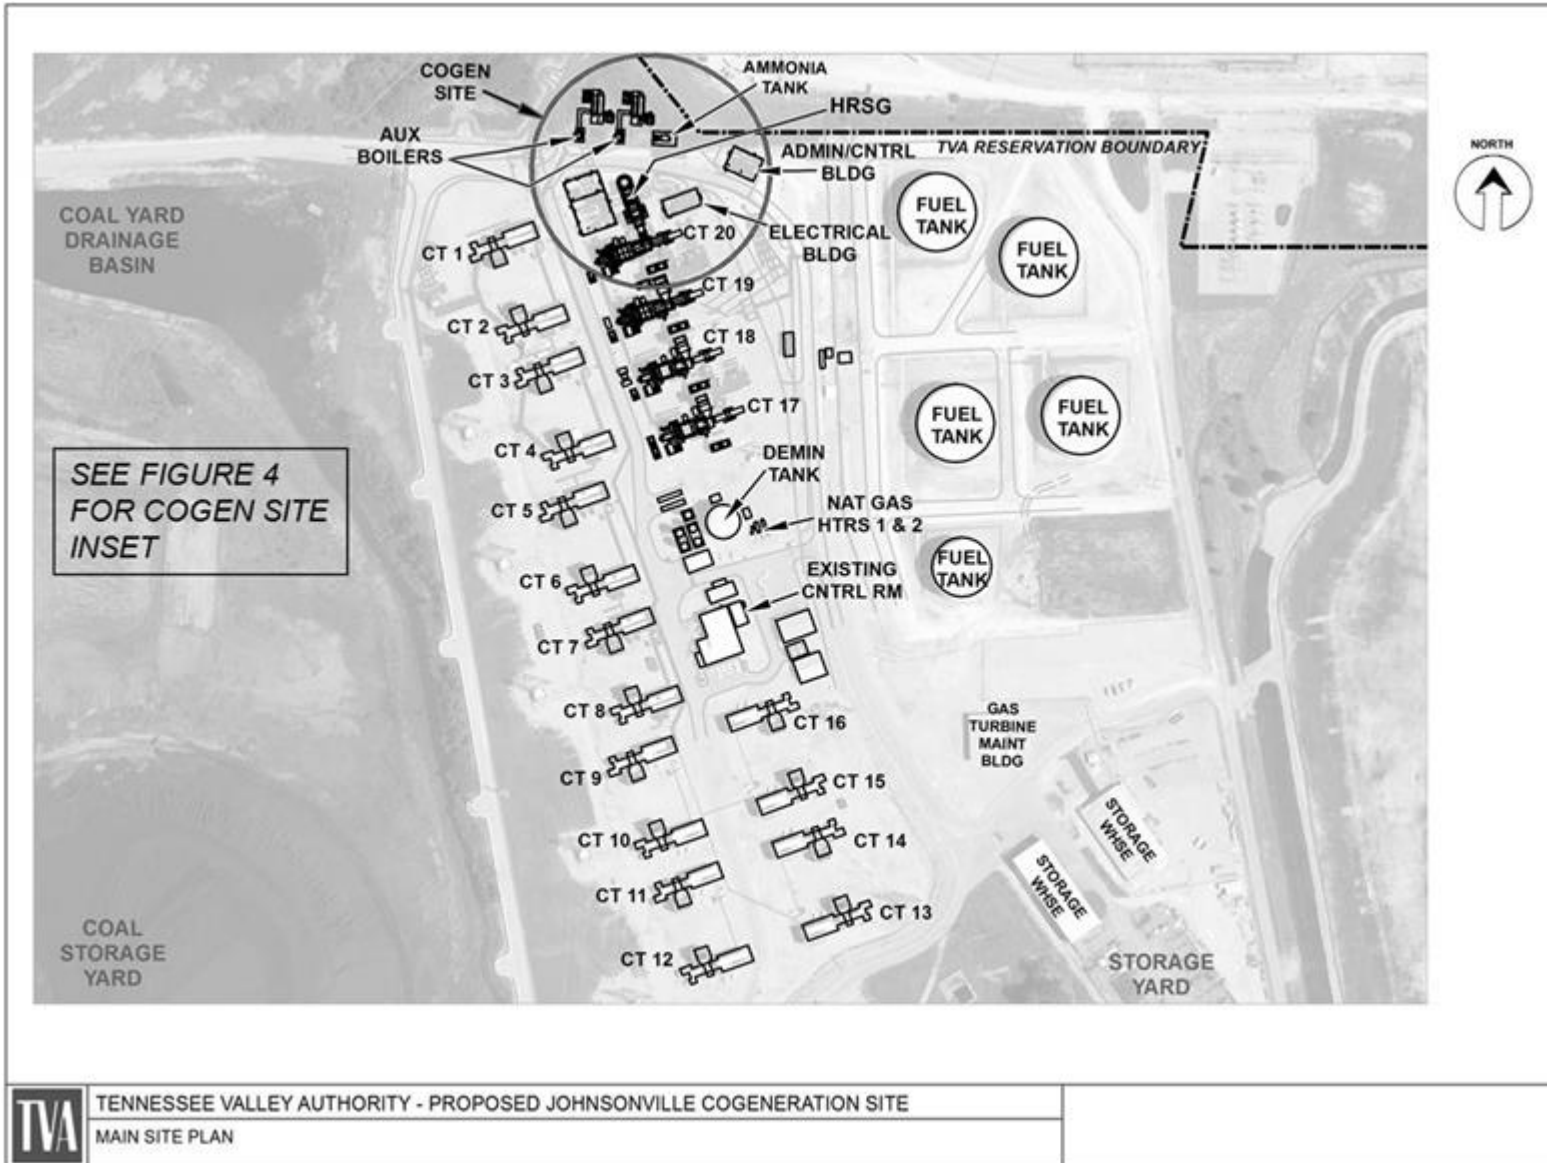 COGEN
SITE
AMMONIA
TANK
HRSG
AUX
BOILERS
ADMIN/CNTRL
BLDG
TVA RESERVATION BOUNDARY
NORTH
COAL YARD
DRAINAGE
BASIN
FUEL
TANK
FUEL
TANK
ELECTRICAL
BLDG
CT 20
CT 1
CT 19
CT 2
CT 18
CT 3
CT 17
FUEL
TANK
FUEL
TANK
CT 4
DEMIN
TANK
SEE FIGURE 4
FOR COGEN SITE
INSET
CT 5
NAT GAS
HTRS 1 & 2
FUEL
TANK
CT 6
EXISTING
CNTRL RM
CT 7
CT 8
CT 16
GAS
TURBINE
MAINT
BLDG
CT 9
CT 15
CT 10
CT 14
STORAGE
WHSE
STORAGE
WHSE
CT 11
CT 13
CT 12
COAL
STORAGE
YARD
STORAGE
YARD
TVA
TENNESSEE VALLEY AUTHORITY - PROPOSED JOHNSONVILLE COGENERATION SITE
MAIN SITE PLAN